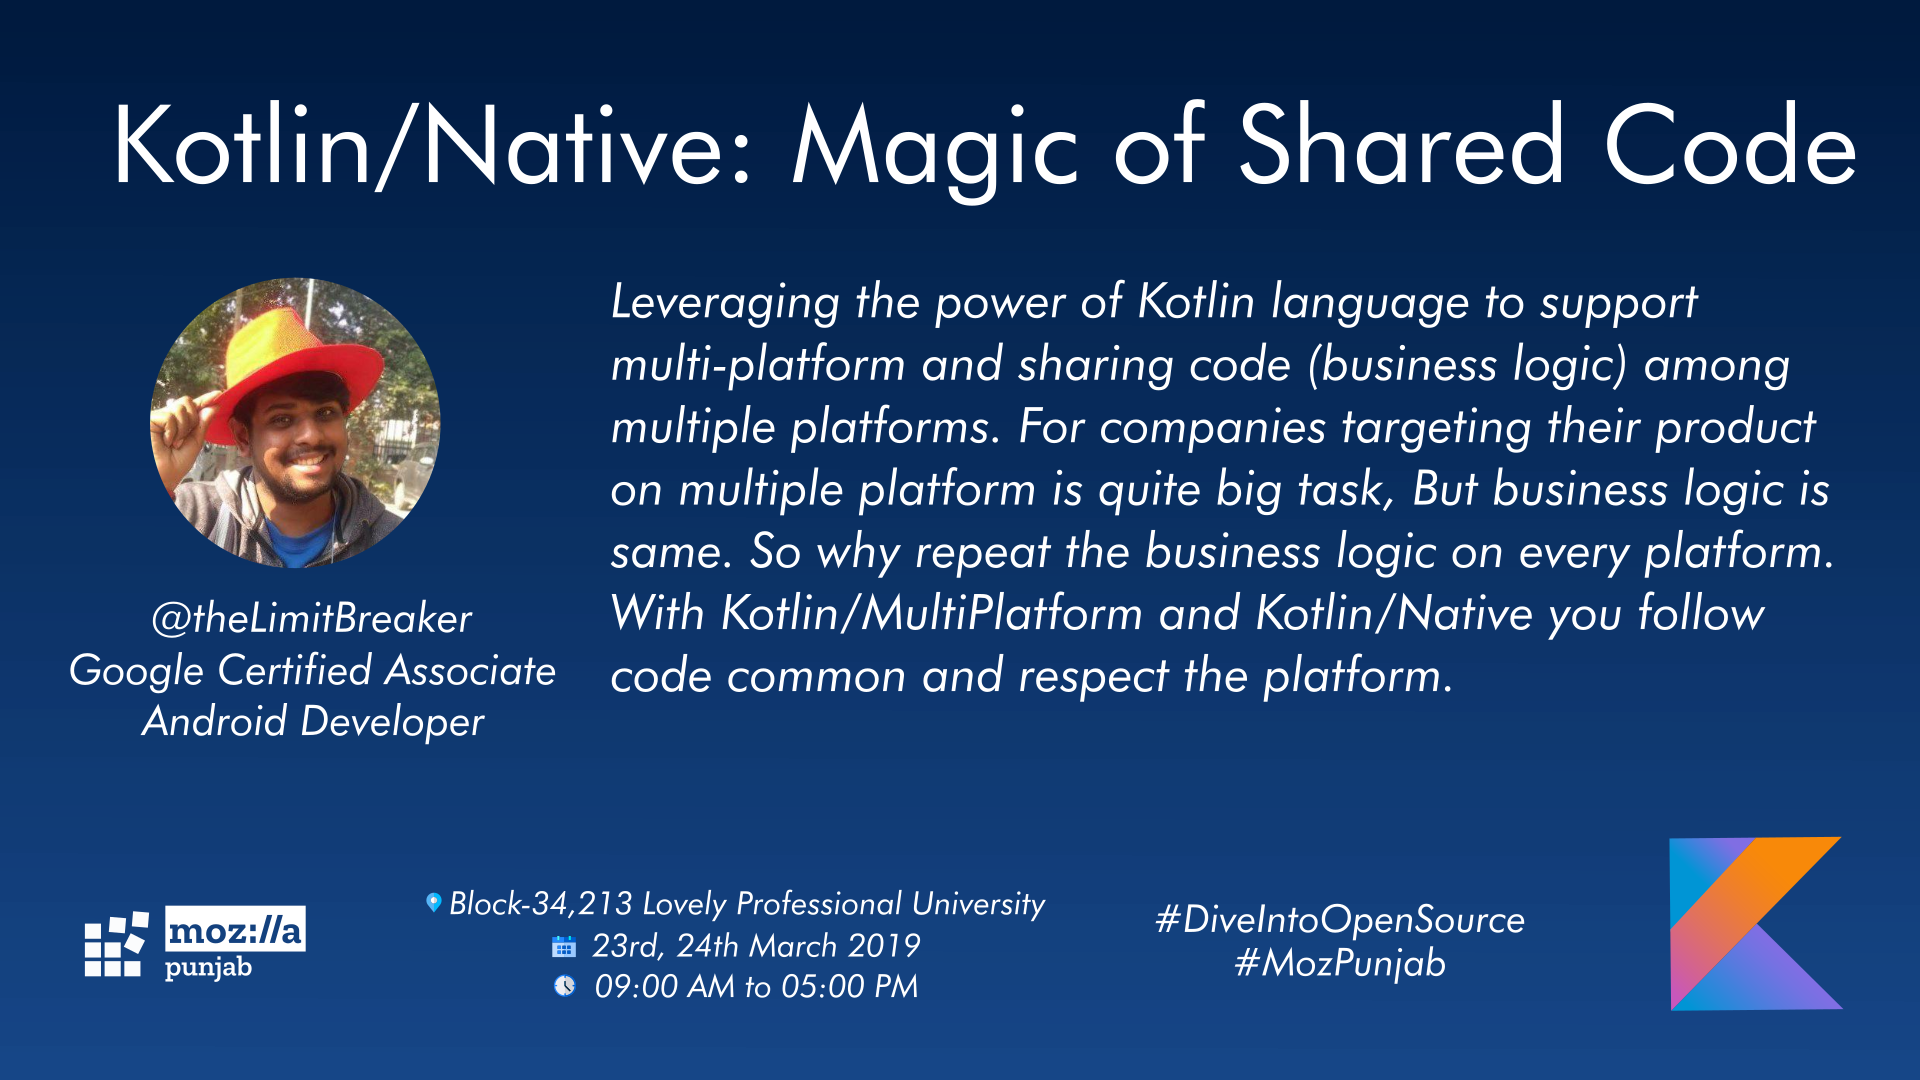 Kotlin/Native: Magic of Shared Code
@theLimitBreaker
Google Certified Associate
Android Developer
Leveraging the power of Kotlin language to support
multi-platform and sharing code (business logic) among
multiple platforms. For companies targeting their product
on multiple platform is quite big task, But business logic is
same. So why repeat the business logic on every platform.
With Kotlin/MultiPlatform and Kotlin/Native you follow
code common and respect the platform.
moz://a
punjab
Block-34,213 Lovely Professional University
23rd, 24th March 2019
09:00 AM to 05:00 PM
#DiveIntoOpenSource
#MozPunjab